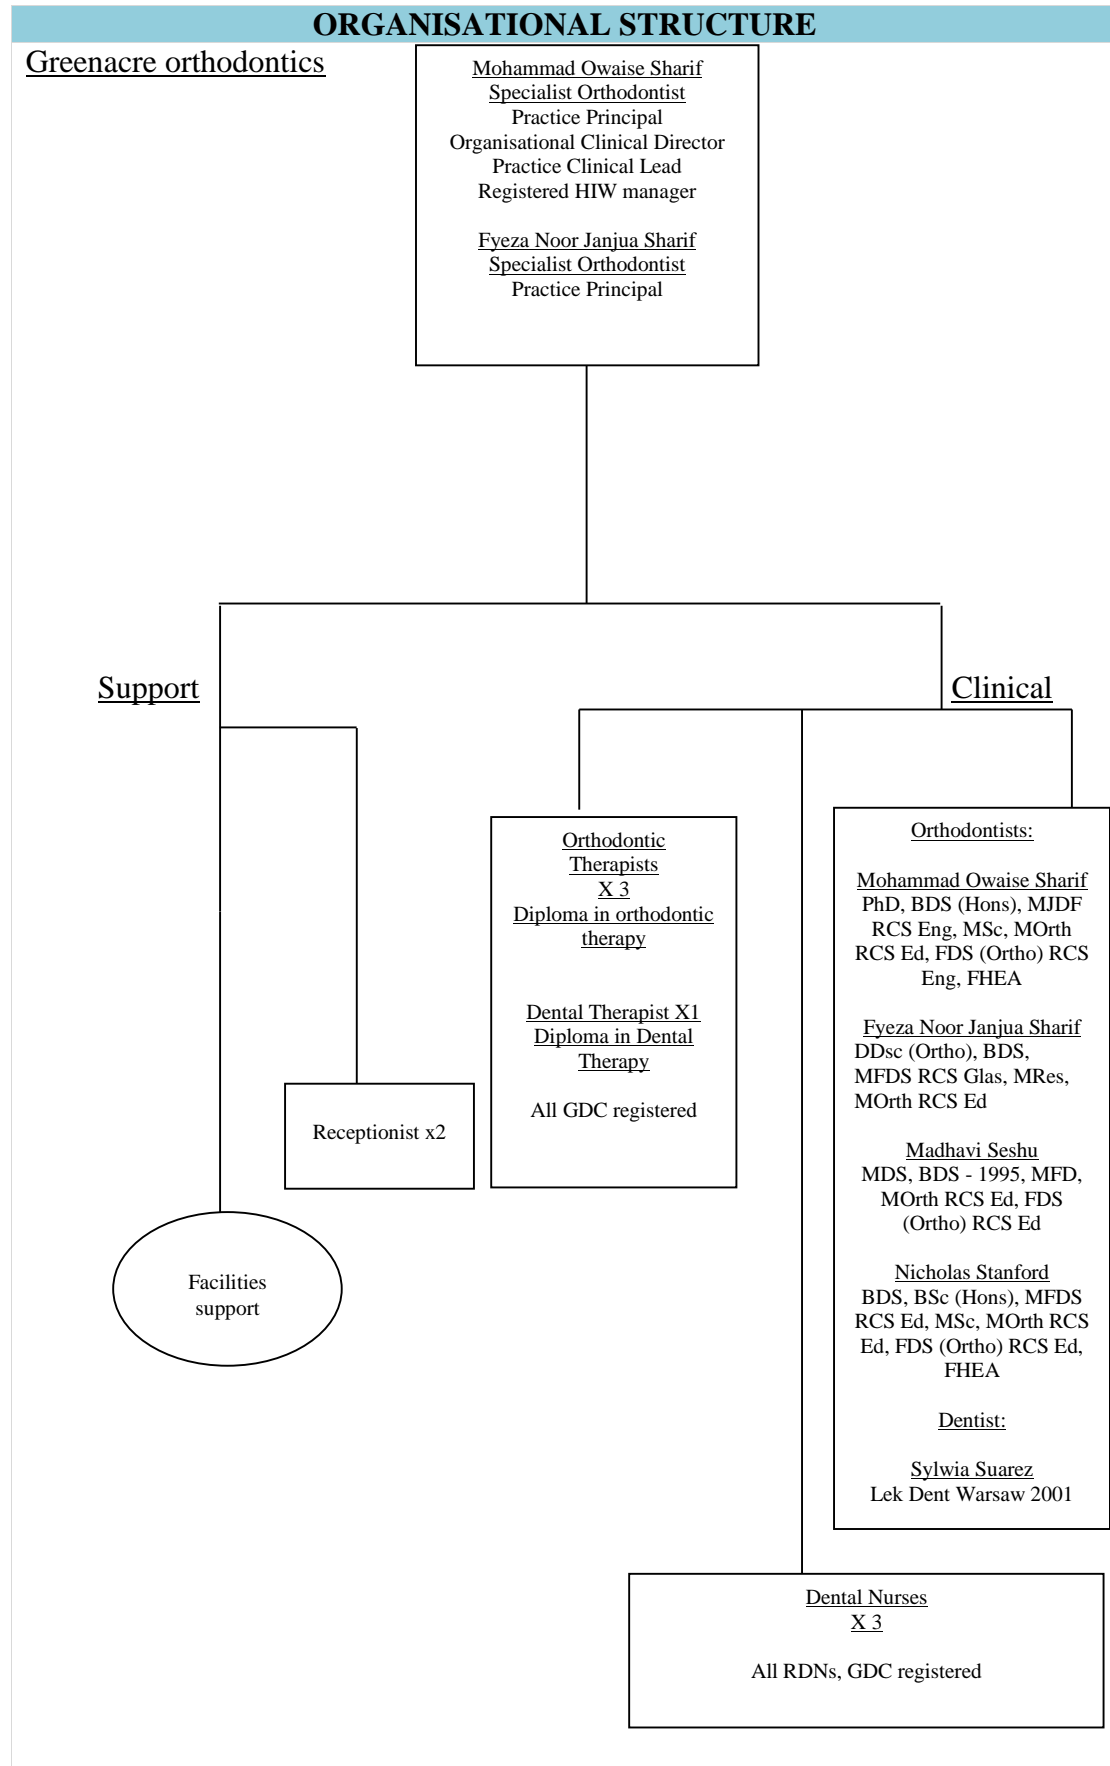 ORGANISATIONAL STRUCTURE
Greenacre orthodontics
Mohammad Owaise Sharif
Specialist Orthodontist
Practice Principal
Organisational Clinical Director
Practice Clinical Lead
Registered HIW manager
Fyeza Noor Janjua Sharif
Specialist Orthodontist
Practice Principal
Support
Clinical
Receptionist x2
Facilities
support
Orthodontic
Therapists
X 3
Diploma in orthodontic
therapy
Dental Therapist X1
Diploma in Dental
Therapy
All GDC registered
Orthodontists:
Mohammad Owaise Sharif
PhD, BDS (Hons), MJDF
RCS Eng, MSc, MOrth
RCS Ed, FDS (Ortho) RCS
Eng, FHEA
Fyeza Noor Janjua Sharif
DDsc (Ortho), BDS,
MFDS RCS Glas, MRes,
MOrth RCS Ed
Madhavi Seshu
MDS, BDS - 1995, MFD,
MOrth RCS Ed, FDS
(Ortho) RCS Ed
Nicholas Stanford
BDS, BSc (Hons), MFDS
RCS Ed, MSc, MOrth RCS
Ed, FDS (Ortho) RCS Ed,
FHEA
Dentist:
Sylwia Suarez
Lek Dent Warsaw 2001
Dental Nurses
X 3
All RDNs, GDC registered